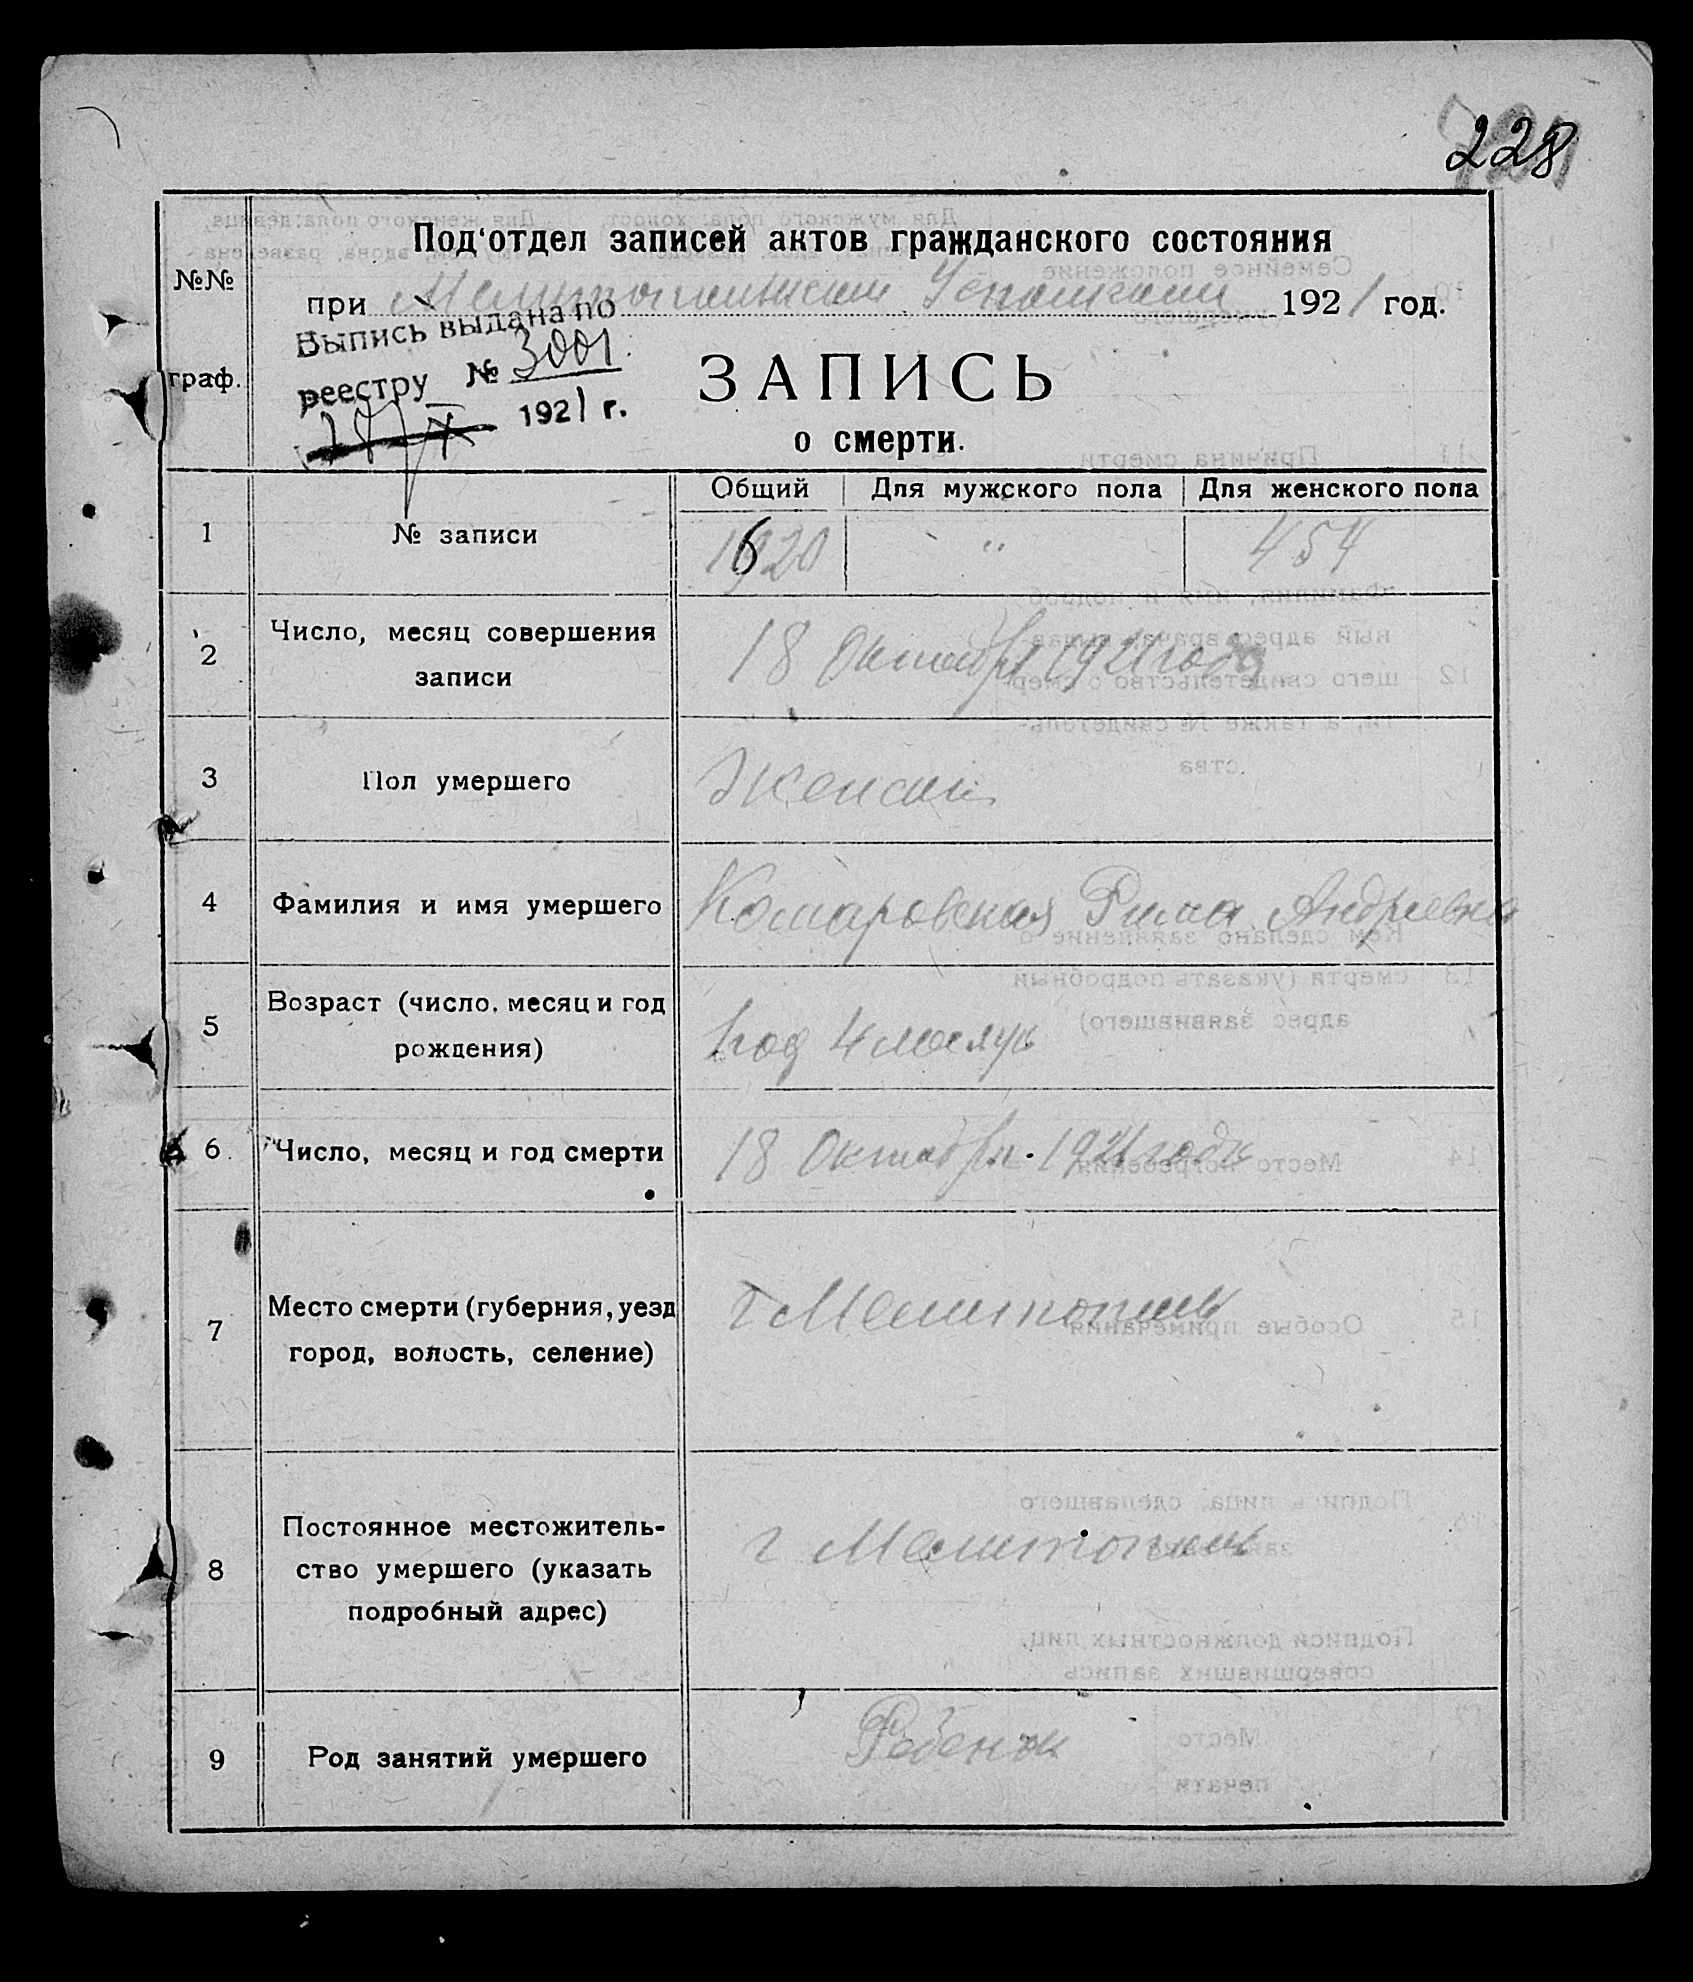 228
Под'отдел записей актов гражданского состояния
при Мелитопольском Усполкоме 1921 год.
№№
граф.
Выпись выдана по
реестру № 3001
1921 г.
ЗАПИСЬ
о смерти.
Общий Для мужского пола Для женского пола
1 № записи 454
2 Число, месяц совершения
записи
18 Октября 1921 года
3 Пол умершего Женский
4 Фамилия и имя умершего Комаровская Рима Андреевна
5 Возраст (число, месяц и год
рождения)
1 год 4 месяца
6 Число, месяц и год смерти 18 Октября 1921 года
7 Место смерти (губерния, уезд
город, волость, селение)
г Мелитополь
8 Постоянное местожитель-
ство умершего (указать
подробный адрес)
г Мелитополь
9 Род занятий умершего Ребенок